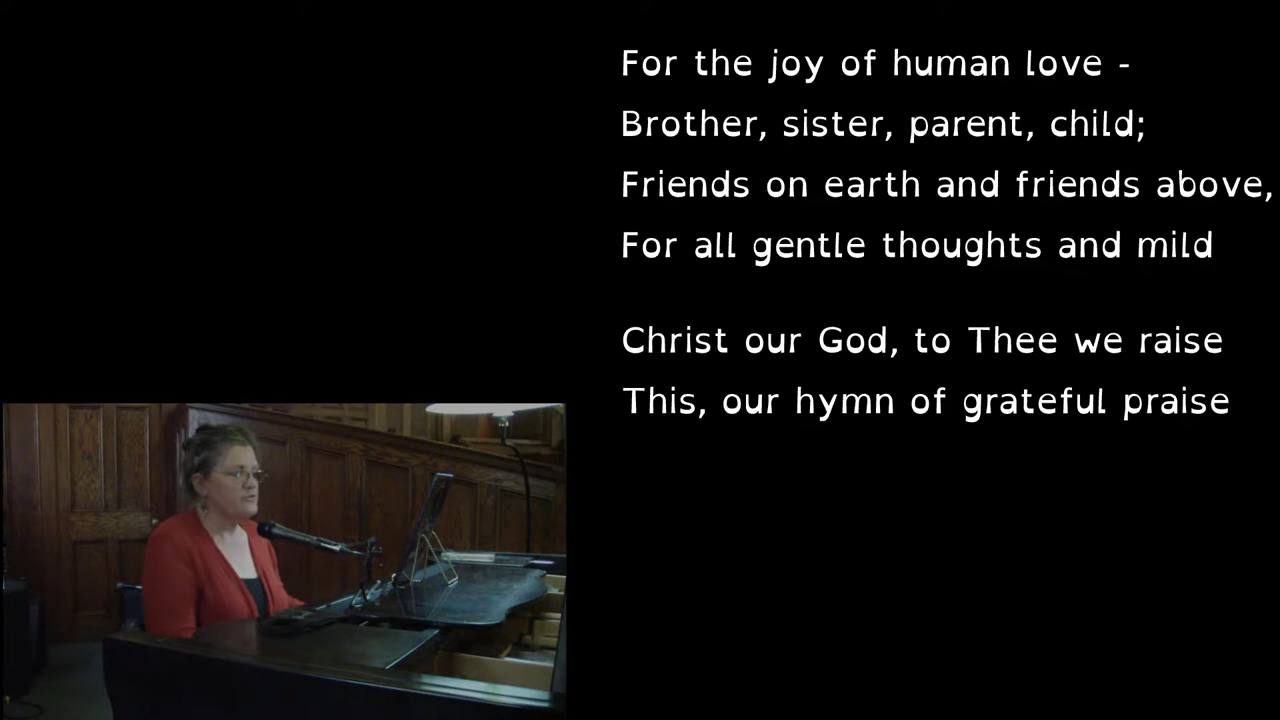 For the joy of human love -
Brother, sister, parent, child;
Friends on earth and friends above,
For all gentle thoughts and mild
Christ our God, to Thee we raise
This, our hymn of grateful praise